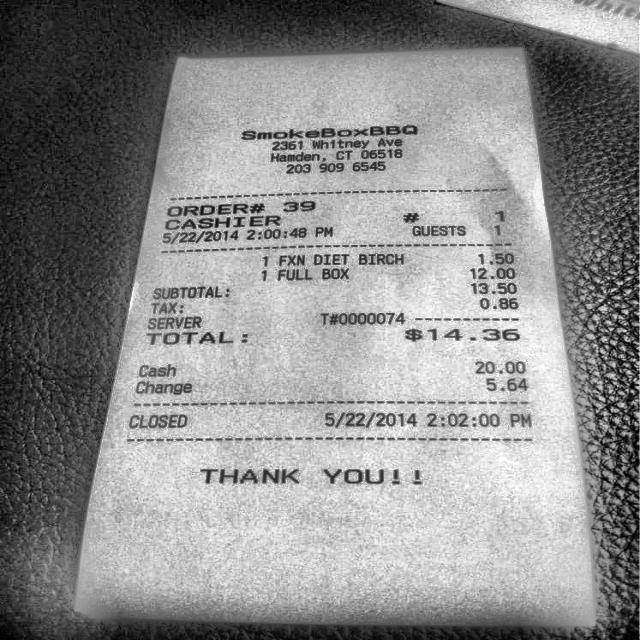 SmokeBoxBBQ
2361 Whitney Ave
Hamden, CT 06518
203 909 6545
ORDER# 39
CASHIER # 1
5/22/2014 2:00:48 PM GUESTS 1
1 FXN DIET BIRCH 1.50
1 FULL BOX 12.00
SUBTOTAL: 13.50
TAX: 0.86
SERVER T#0000074
TOTAL: $14.36
Cash 20.00
Change 5.64
CLOSED 5/22/2014 2:02:00 PM
THANK YOU!!